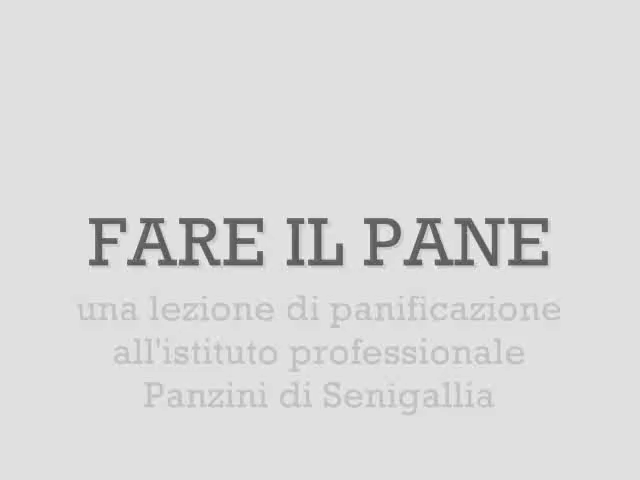 FARE IL PANE
una lezione di panificazione
all'istituto professionale
Panzini di Senigallia